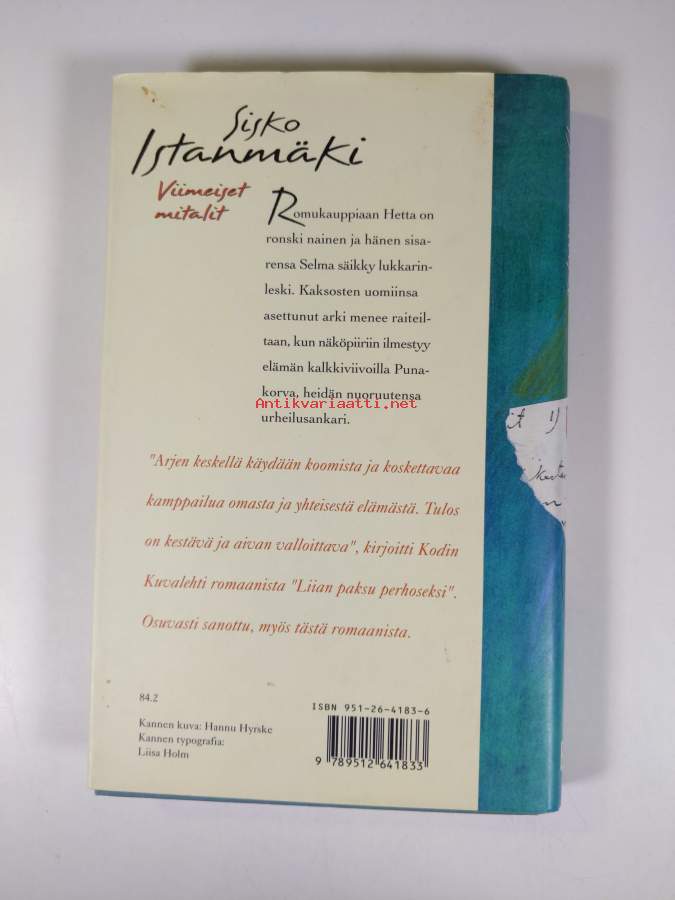 Sisko
Istanmäki
Viimeiset
mitalit
Romukauppiaan Hetta on
ronski nainen ja hänen sisa-
rensa Selma säikky lukkarin-
leski. Kaksosten uomiinsa
asettunut arki menee raiteil-
taan, kun näköpiiriin ilmestyy
elämän kalkkiviivoilla Puna-
korva, heidän nuoruutensa
Antikvariaatti.net
urheilusankari.
"Arjen keskellä käydään koomista ja koskettavaa
kamppailua omasta ja yhteisestä elämästä. Tulos
on kestävä ja aivan valloittava", kirjoitti Kodin
Kuvalehti romaanista "Liian paksu perhoseksi".
Osuvasti sanottu, myös tästä romaanista.
84.2
Kannen kuva: Hannu Hyrske
Kannen typografia:
Liisa Holm
ISBN 951-26-4183-6
9 789512 641833